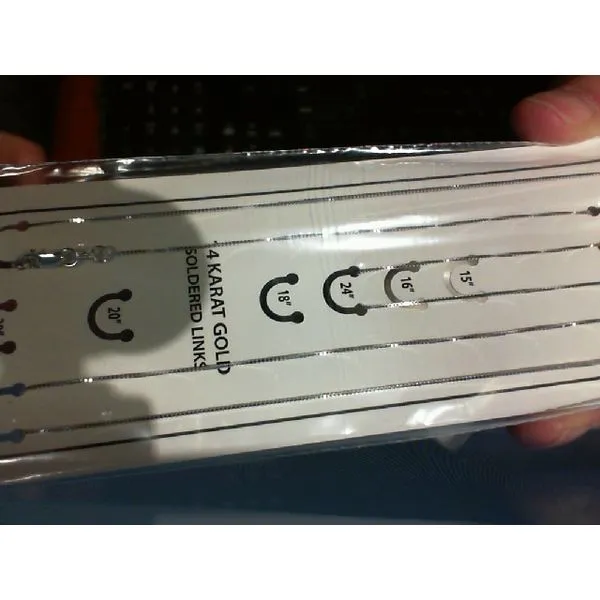 4 KARAT GOLD
SOLDERED LINKS
20"
18"
24"
16"
15"